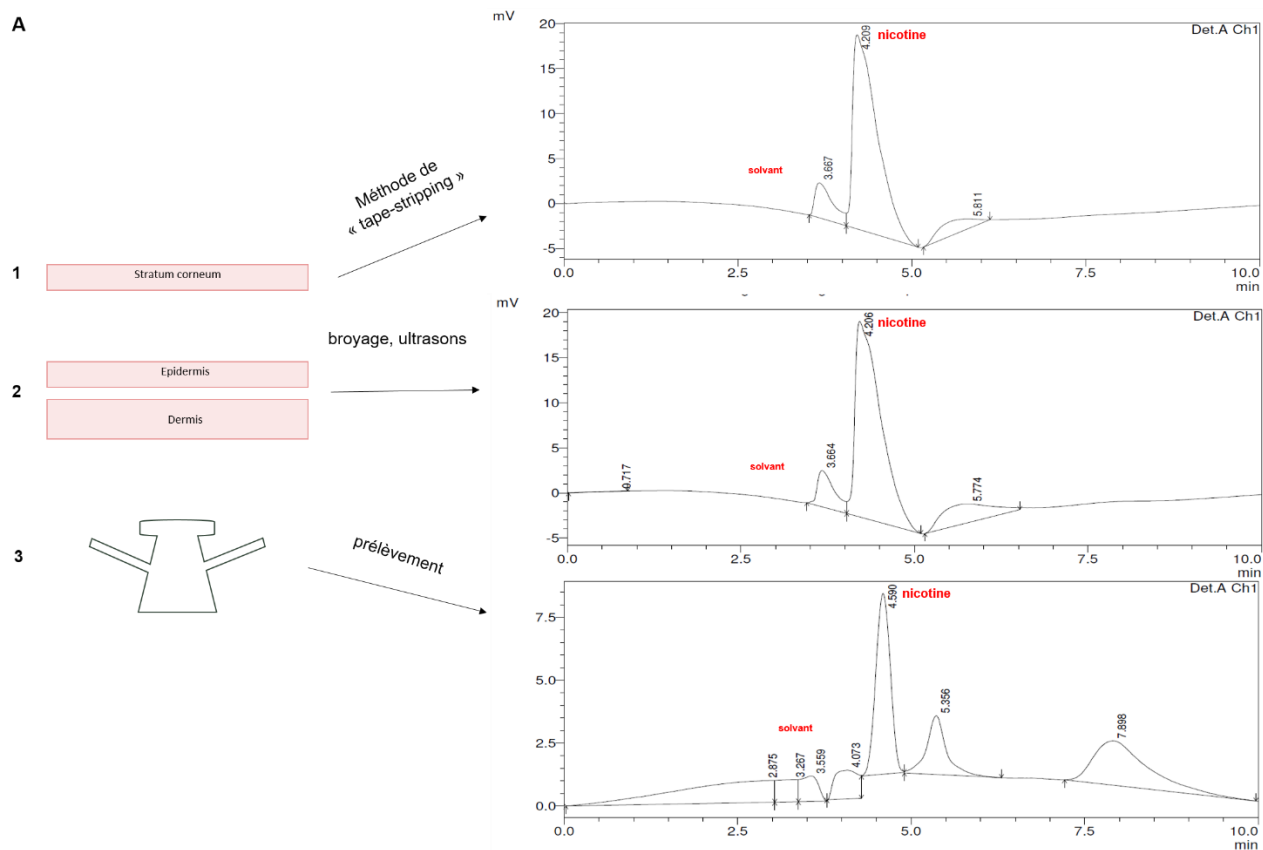 A
mV
Det.A Ch1
20
15
10
5
0
-5
nicotine
4.209
solvant
3.667
5.811
0.0
2.5
5.0
7.5
10.0
min
Méthode de
« tape-stripping »
1
Stratum corneum
mV
Det.A Ch1
20
15
10
5
0
-5
nicotine
4.206
solvant
3.664
0.717
5.774
0.0
2.5
5.0
7.5
10.0
min
broyage, ultrasons
2
Epidermis
Dermis
3
prélèvement
Det.A Ch1
7.5
5.0
2.5
0.0
nicotine
4.590
solvant
2.875
3.267
3.559
4.073
5.356
7.898
0.0
2.5
5.0
7.5
10.0
min